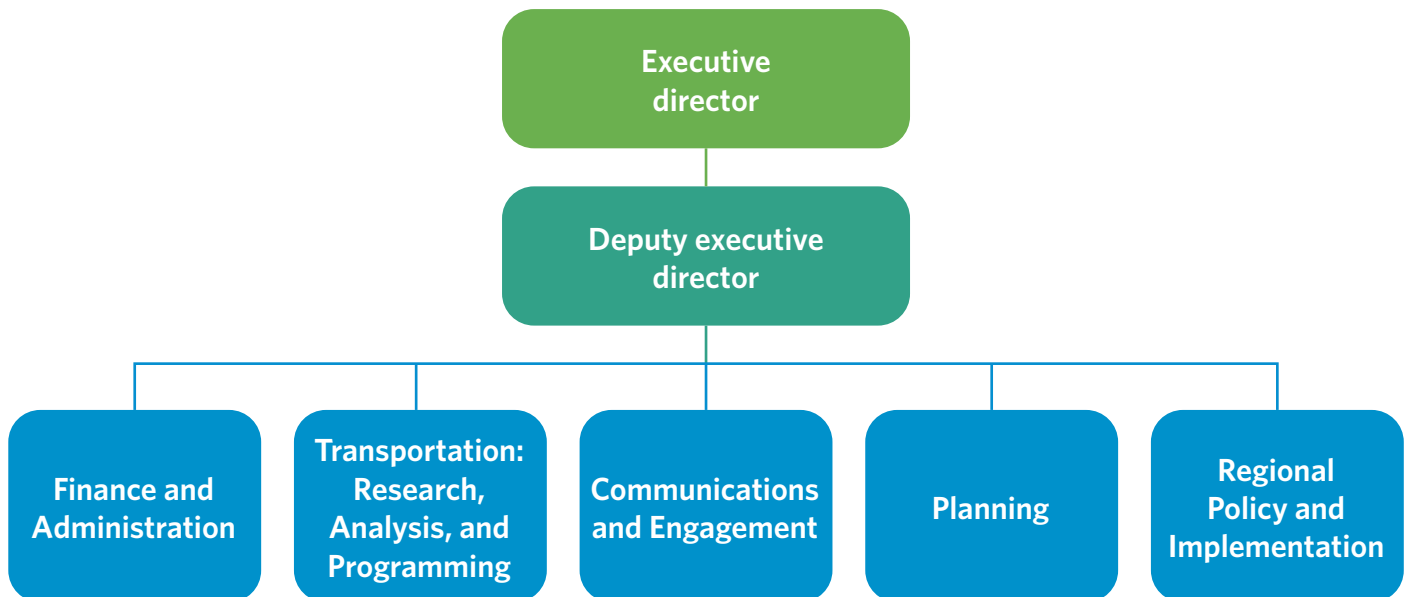 Executive
director
Deputy executive
director
Finance and
Administration
Transportation:
Research,
Analysis, and
Programming
Communications
and Engagement
Planning
Regional
Policy and
Implementation